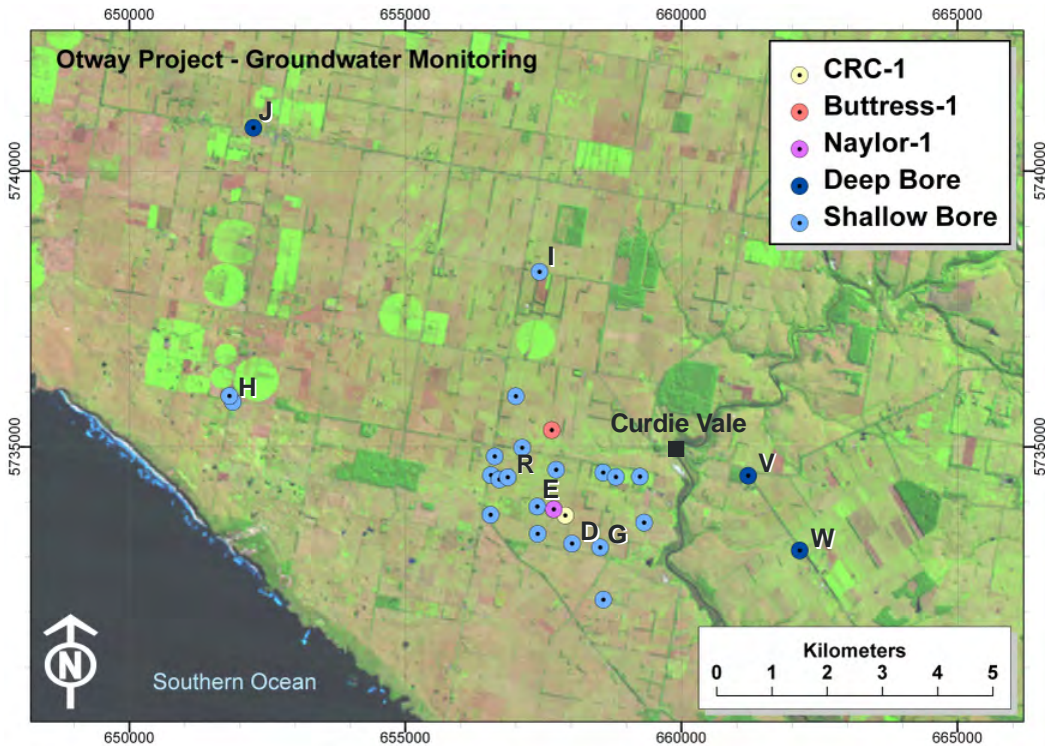 650000 655000 660000 665000
Otway Project - Groundwater Monitoring
CRC-1
Buttress-1
Naylor-1
Deep Bore
Shallow Bore
J
5740000 5740000
I
H
Curdie Vale
5735000 5735000
R
V
E
D G
W
Kilometers
0 1 2 3 4 5
N
Southern Ocean
650000 655000 660000 665000